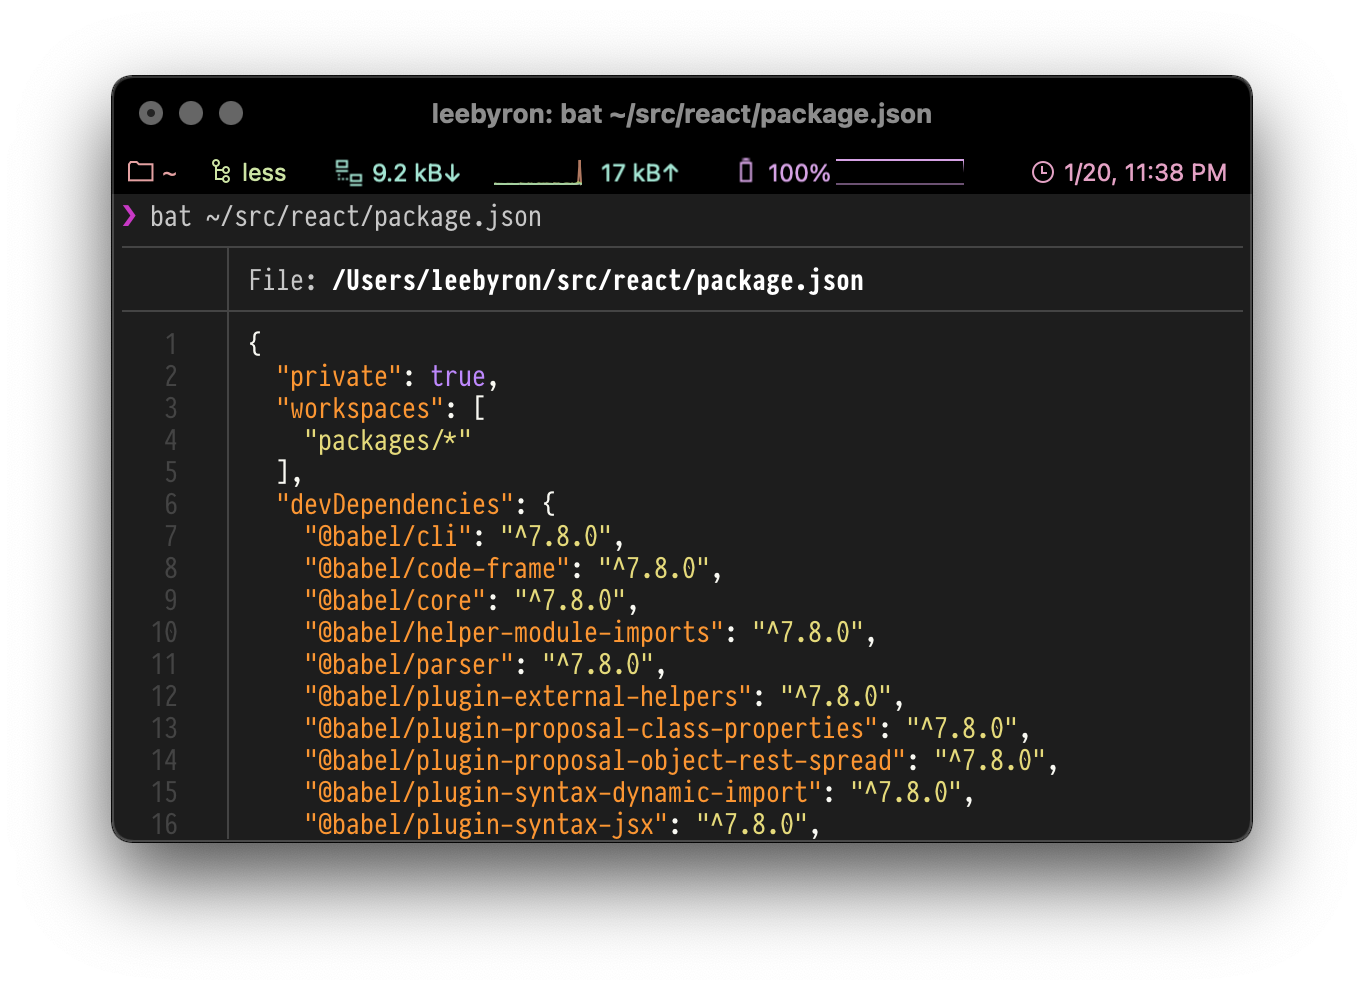 leebyron: bat ~/src/react/package.json
~ less 9.2 kB↓ 17 kB↑ 100% 1/20, 11:38 PM
❯ bat ~/src/react/package.json
File: /Users/leebyron/src/react/package.json
1 {
2   "private": true,
3   "workspaces": [
4     "packages/*"
5   ],
6   "devDependencies": {
7     "@babel/cli": "^7.8.0",
8     "@babel/code-frame": "^7.8.0",
9     "@babel/core": "^7.8.0",
10     "@babel/helper-module-imports": "^7.8.0",
11     "@babel/parser": "^7.8.0",
12     "@babel/plugin-external-helpers": "^7.8.0",
13     "@babel/plugin-proposal-class-properties": "^7.8.0",
14     "@babel/plugin-proposal-object-rest-spread": "^7.8.0",
15     "@babel/plugin-syntax-dynamic-import": "^7.8.0",
16     "@babel/plugin-syntax-jsx": "^7.8.0",